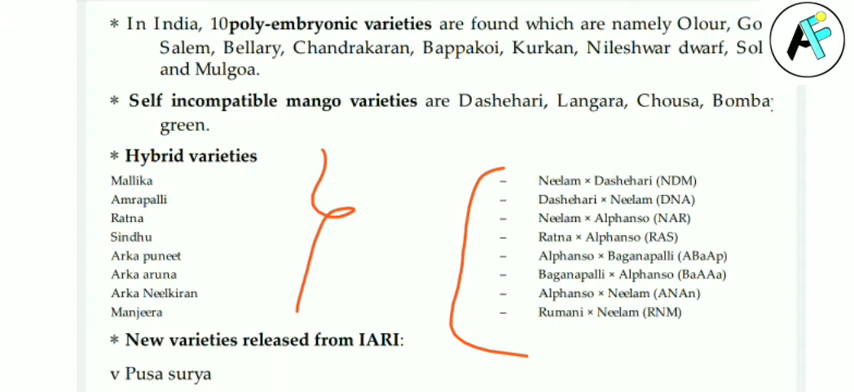 * In India, 10poly-embryonic varieties are found which are namely Olour,
Salem, Bellary, Chandrakaran, Bappakoi, Kurkan, Nileshwar dwarf,
and Mulgoa.
* Self incompatible mango varieties are Dashehari, Langara, Chousa,
green.
* Hybrid varieties
Mallika - Neelam × Dashehari (NDM)
Amrapalli - Dashehari × Neelam (DNA)
Ratna - Neelam × Alphanso (NAR)
Sindhu - Ratna × Alphanso (RAS)
Arka puneet - Alphanso × Baganapalli (ABaAp)
Arka aruna - Baganapalli × Alphanso (BaAAa)
Arka Neelkiran - Alphanso × Neelam (ANAn)
Manjeera - Rumani × Neelam (RNM)
* New varieties released from IARI:
v Pusa surya